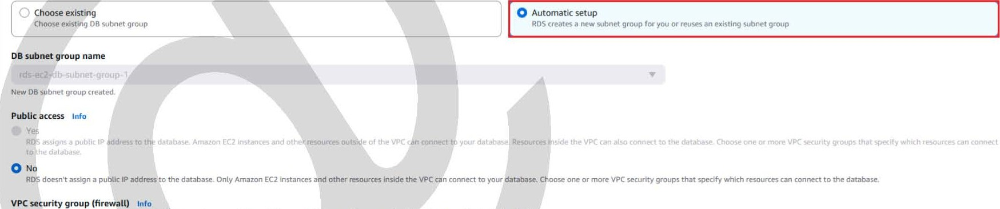 Choose existing
Choose existing DB subnet group
Automatic setup
RDS creates a new subnet group for you or reuses an existing subnet group
DB subnet group name
rds-ec2-db-subnet-group-1
New DB subnet group created.
Public access Info
Yes
RDS assigns a public IP address to the database. Amazon EC2 instances and other resources outside of the VPC can connect to your database. Resources inside the VPC can also connect to the database. Choose one or more VPC security groups that specify which resources can connect
to the database.
No
RDS doesn't assign a public IP address to the database. Only Amazon EC2 instances and other resources inside the VPC can connect to your database. Choose one or more VPC security groups that specify which resources can connect to the database.
VPC security group (firewall) Info